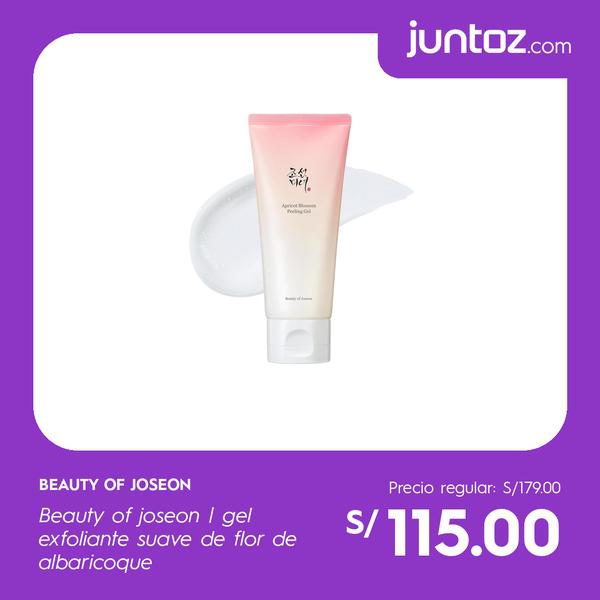 juntoz.com
조선
미녀
Apricot Blossom
Peeling Gel
Beauty of Joseon
BEAUTY OF JOSEON
Beauty of joseon | gel
exfoliante suave de flor de
albaricoque
Precio regular: S/179.00
S/115.00